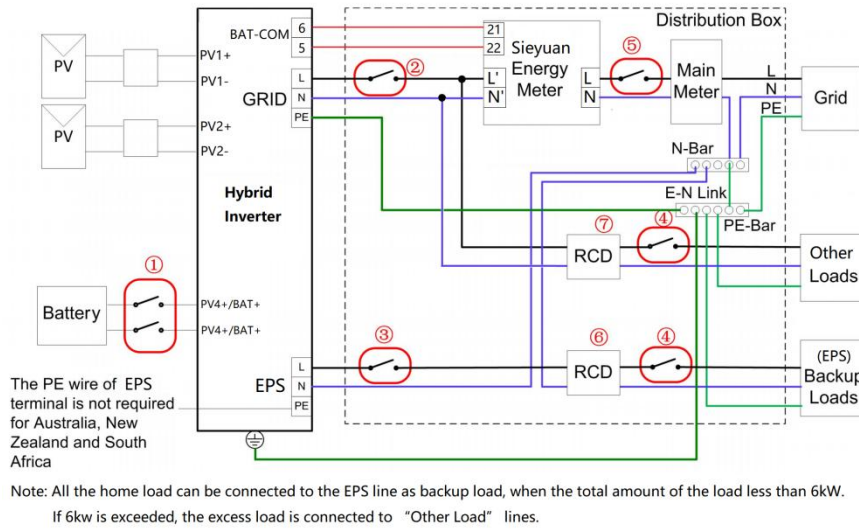 Distribution Box
BAT-COM
6
5
21
22
Sieyuan
Energy
Meter
⑤
Main
Meter
L
N
PE
Grid
PV
PV1+
PV1-
②
L
N
PE
GRID
L'
N'
L
N
PV
PV2+
PV2-
N-Bar
E-N Link
PE-Bar
Hybrid
Inverter
⑦
RCD
④
Other
Loads
①
Battery
PV4+/BAT+
PV4+/BAT+
③
⑥
RCD
④
(EPS)
Backup
Loads
L
N
PE
EPS
The PE wire of EPS
terminal is not required
for Australia, New
Zealand and South
Africa
Note: All the home load can be connected to the EPS line as backup load, when the total amount of the load less than 6kW.
If 6kw is exceeded, the excess load is connected to “Other Load” lines.